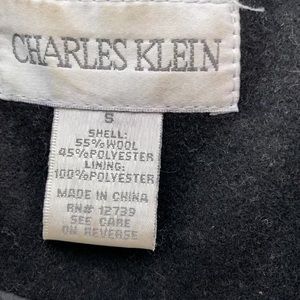 CHARLES KLEIN
S
SHELL:
55%WOOL
45%POLYESTER
LINING:
100%POLYESTER
MADE IN CHINA
RN# 12739
SEE CARE
ON REVERSE